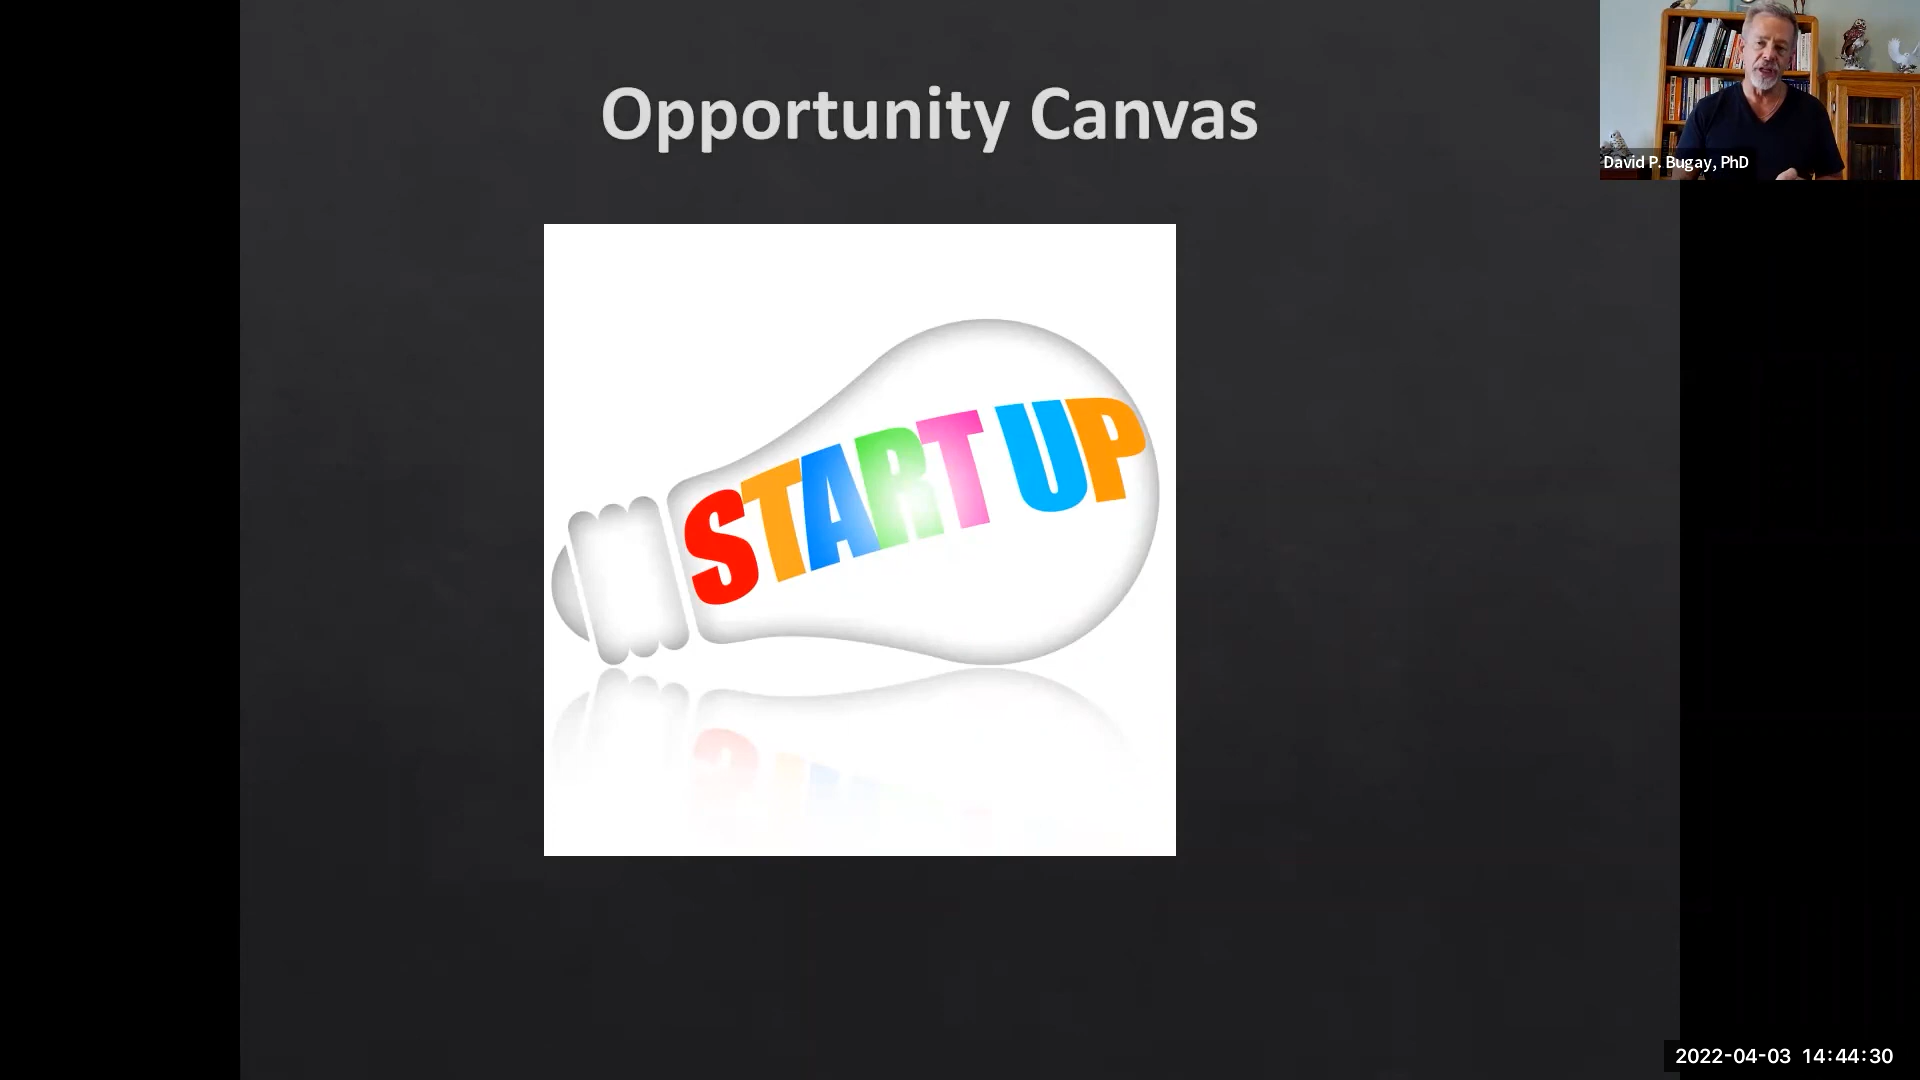 Opportunity Canvas
START UP
David P. Bugay, PhD
2022-04-03 14:44:30